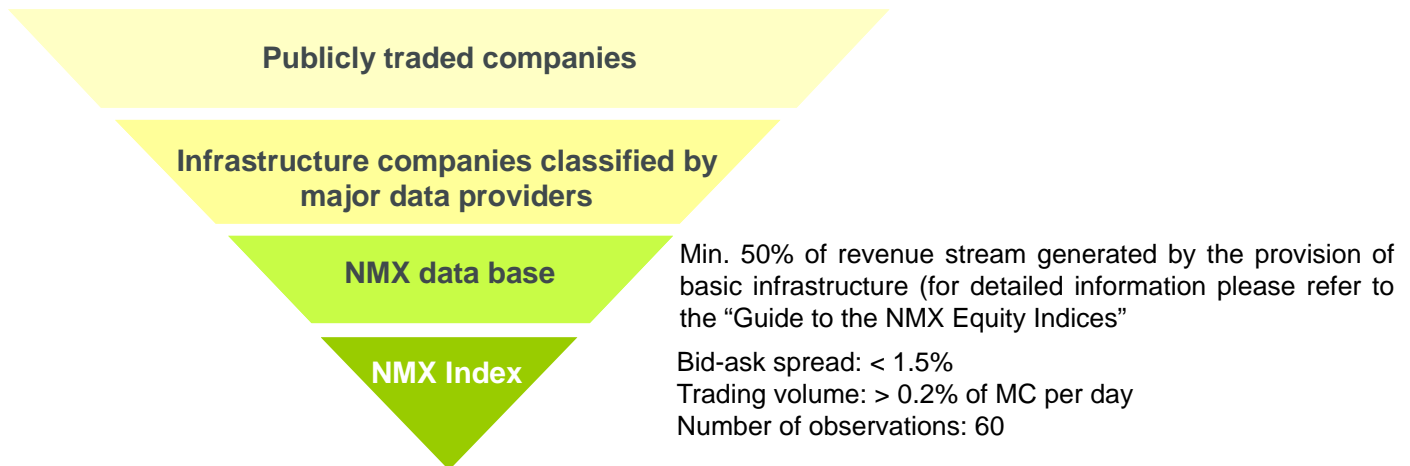 Publicly traded companies
Infrastructure companies classified by
major data providers
NMX data base
Min. 50% of revenue stream generated by the provision of
basic infrastructure (for detailed information please refer to
the “Guide to the NMX Equity Indices”
NMX Index
Bid-ask spread: < 1.5%
Trading volume: > 0.2% of MC per day
Number of observations: 60